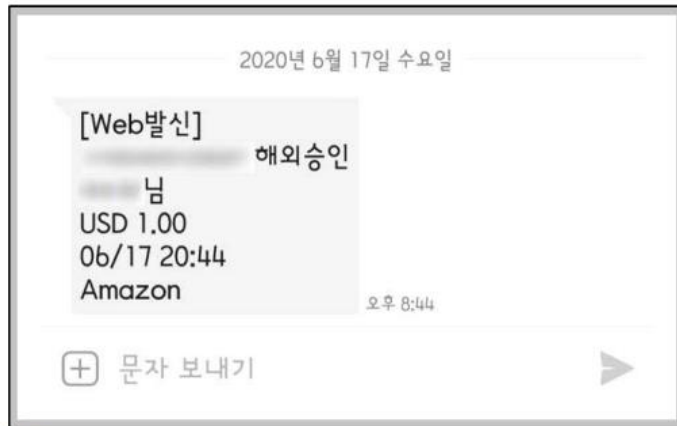 2020년 6월 17일 수요일
[Web발신]
해외승인
님
USD 1.00
06/17 20:44
Amazon
오후 8:44
문자 보내기